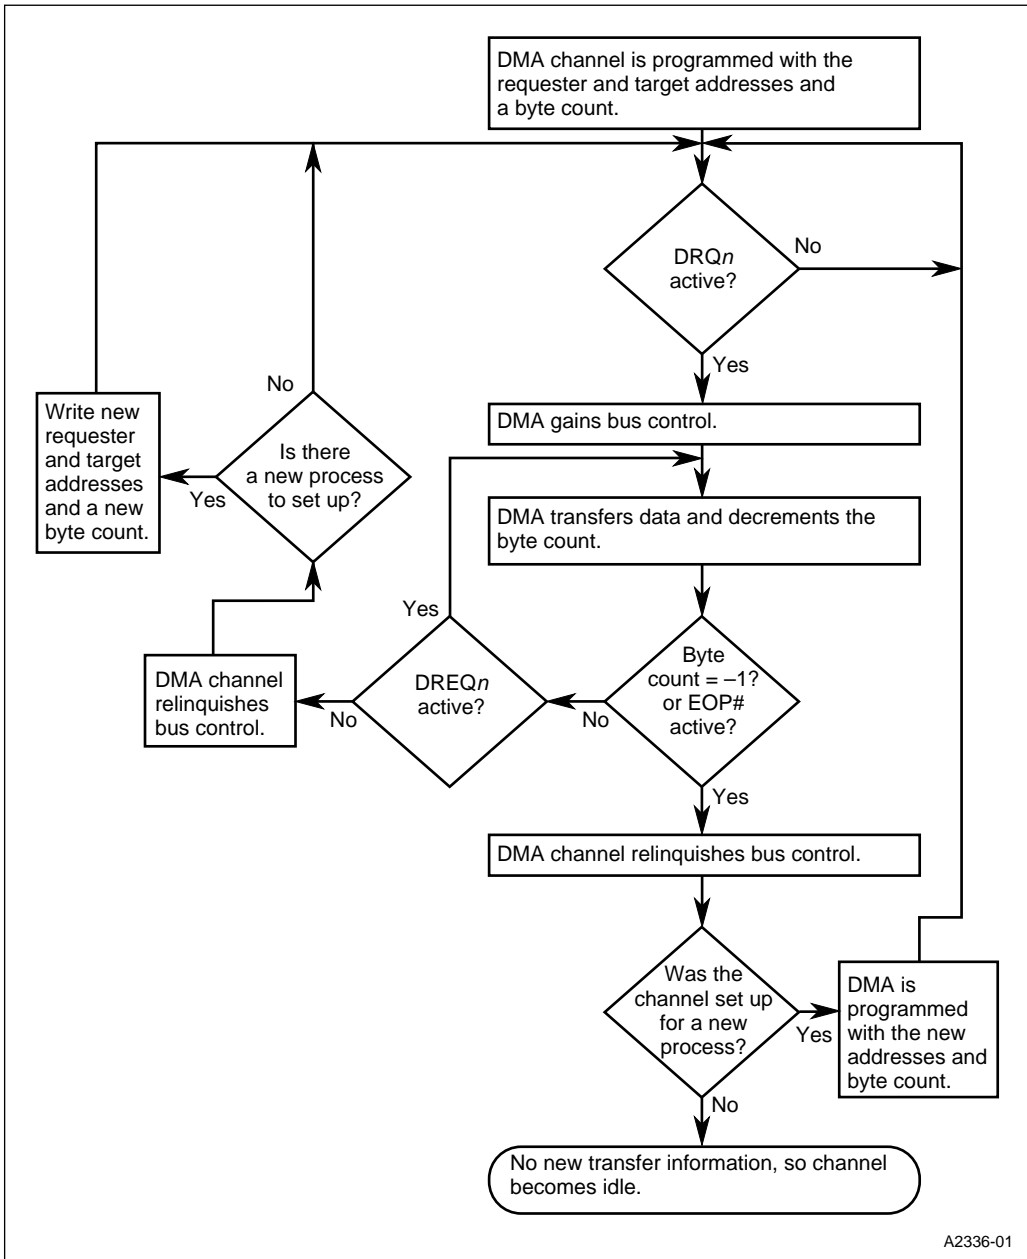 DMA channel is programmed with the
requester and target addresses and
a byte count.
DRQn
active?
No
Yes
DMA gains bus control.
DMA transfers data and decrements the
byte count.
Byte
count = –1?
or EOP#
active?
No
Yes
DREQn
active?
Yes
No
DMA channel
relinquishes
bus control.
Is there
a new process
to set up?
No
Yes
Write new
requester
and target
addresses
and a new
byte count.
DMA channel relinquishes bus control.
Was the
channel set up
for a new
process?
Yes
No
DMA is
programmed
with the new
addresses and
byte count.
No new transfer information, so channel
becomes idle.
A2336-01